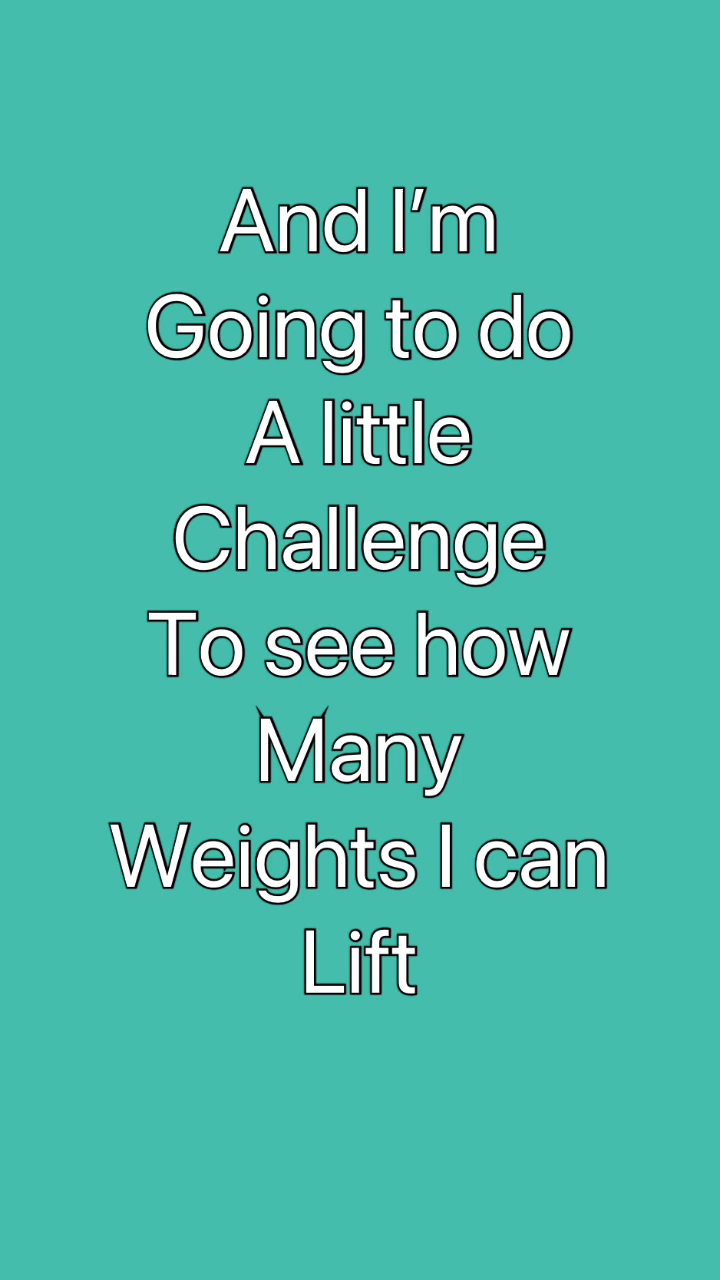 And I’m
Going to do
A little
Challenge
To see how
Many
Weights I can
Lift